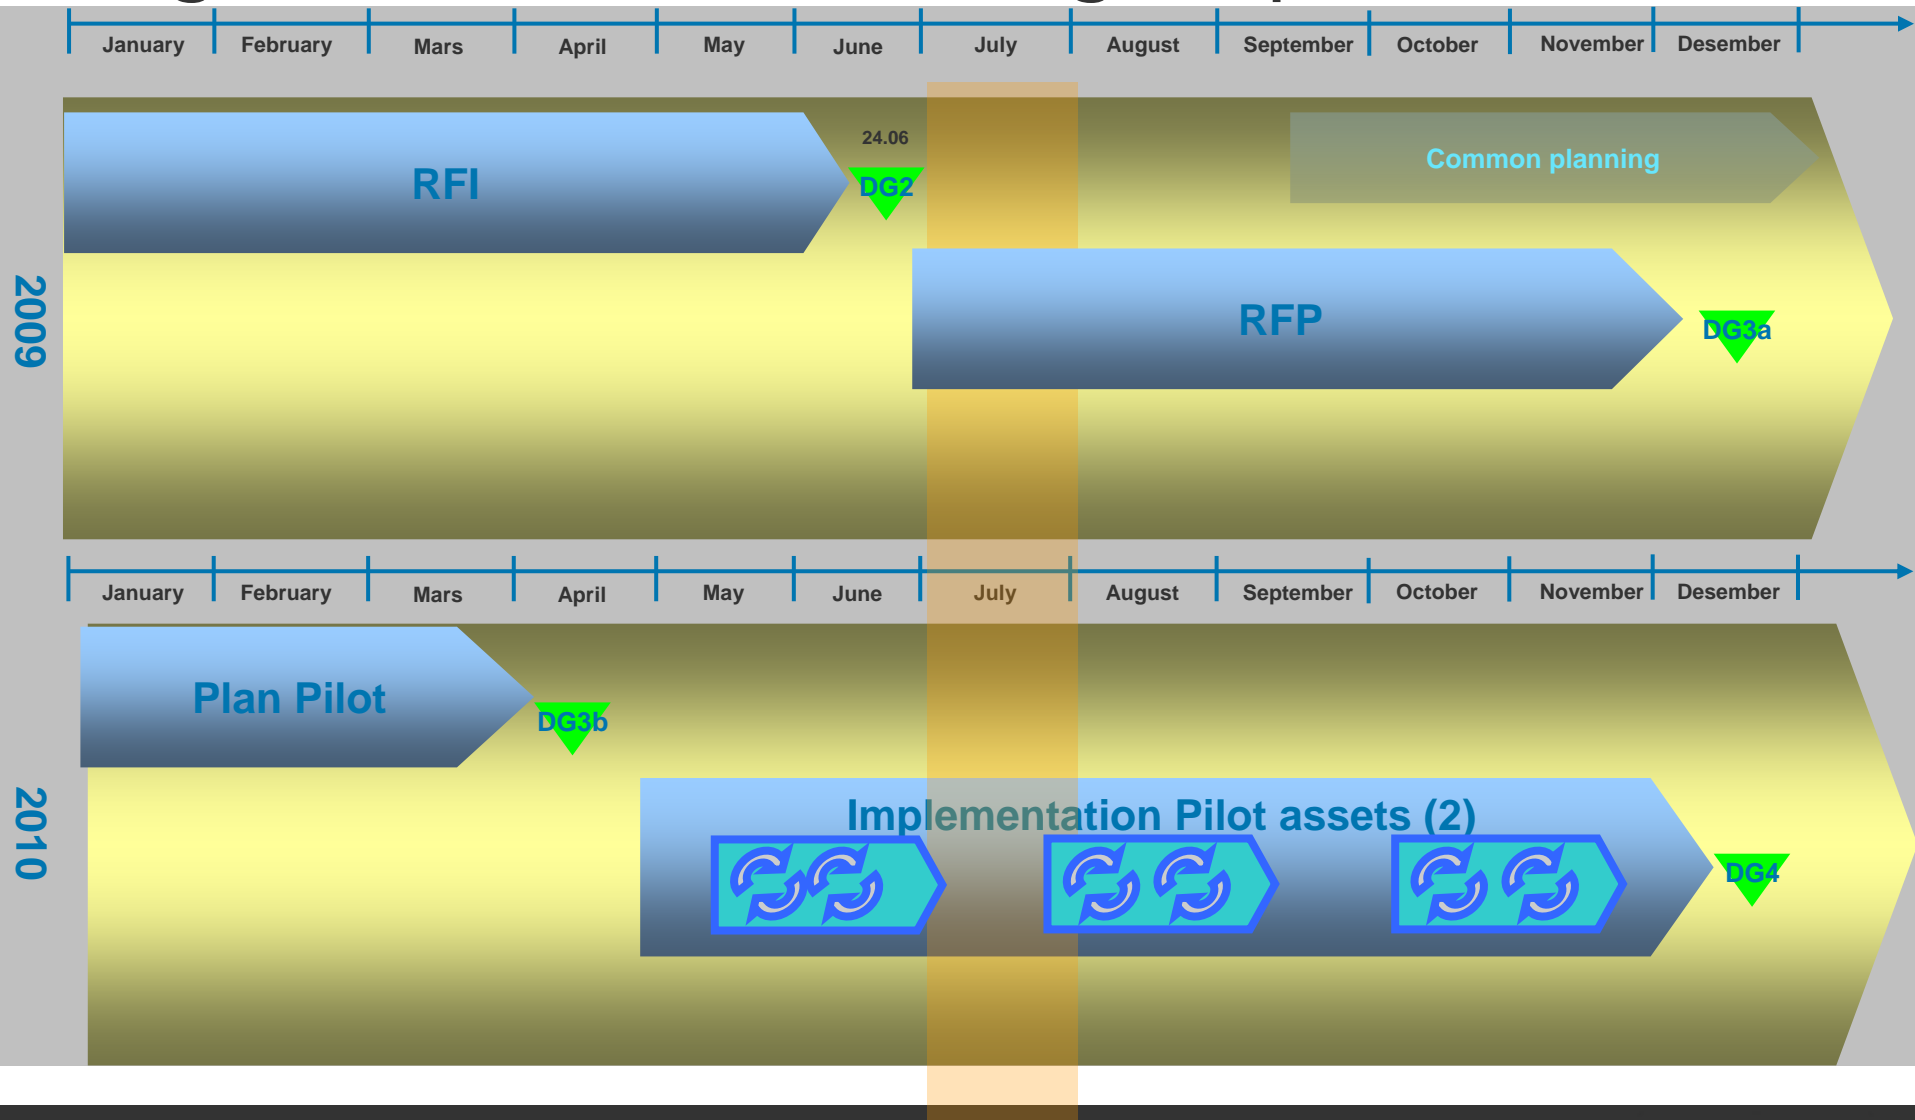 January February Mars April May June July August September October November Desember
24.06
RFI
DG2
Common planning
2009
RFP
DG3a
January February Mars April May June July August September October November Desember
Plan Pilot
DG3b
2010
Implementation Pilot assets (2)
DG4